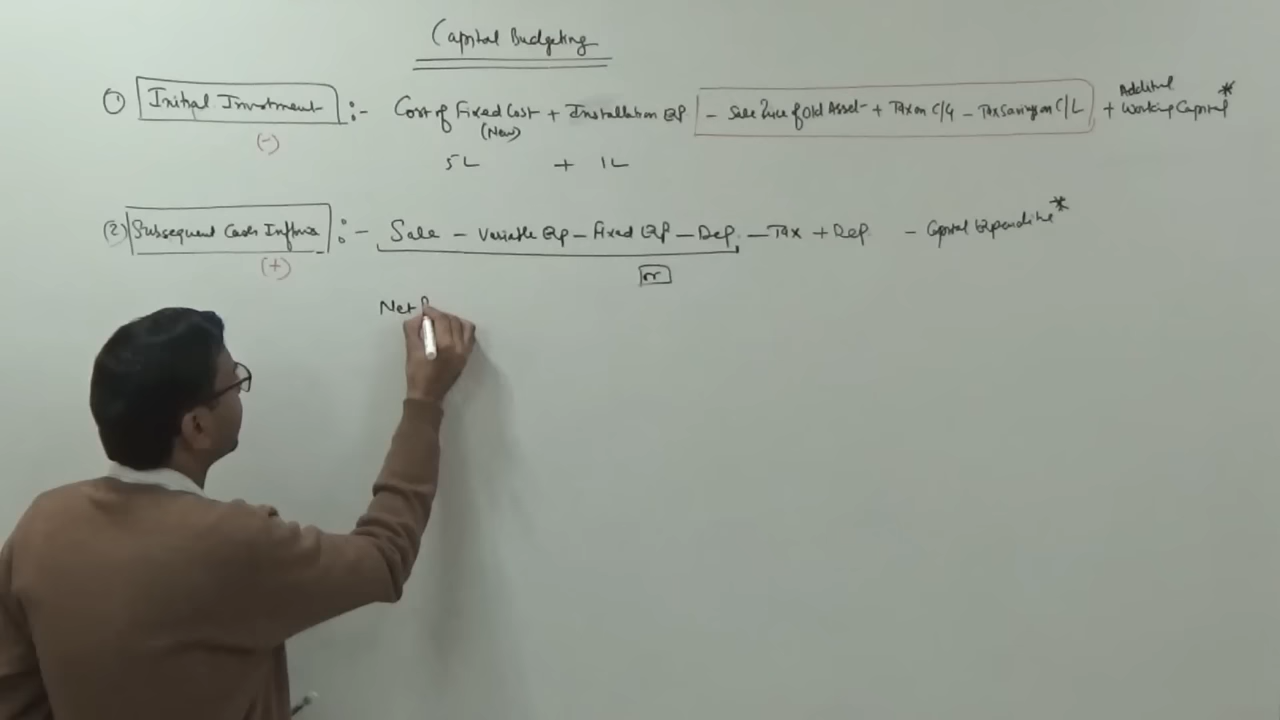 Capital Budgeting
① Initial Investment :- Cost of Fixed Cost + Installation Exp - Sale Price of Old Asset + Tax on C/G - Tax Saving on C/L + Additional Working Capital *
(-) (New)
5L + 1L
(2) Subsequent Cash Inflows :- Sale - Variable Exp - Fixed Exp - Dep. - Tax + Dep - Capital Expenditure *
(+) or
Net